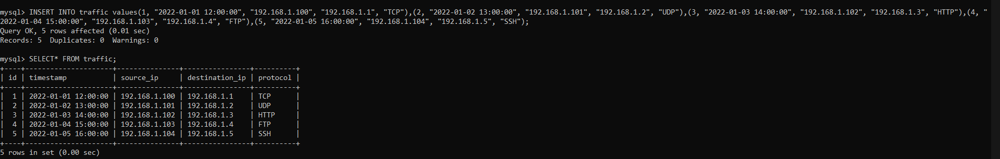 mysql> INSERT INTO traffic values(1, "2022-01-01 12:00:00", "192.168.1.100", "192.168.1.1", "TCP"),(2, "2022-01-02 13:00:00", "192.168.1.101", "192.168.1.2", "UDP"),(3, "2022-01-03 14:00:00", "192.168.1.102", "192.168.1.3", "HTTP"),(4, "
2022-01-04 15:00:00", "192.168.1.103", "192.168.1.4", "FTP"),(5, "2022-01-05 16:00:00", "192.168.1.104", "192.168.1.5", "SSH");
Query OK, 5 rows affected (0.01 sec)
Records: 5  Duplicates: 0  Warnings: 0

mysql> SELECT* FROM traffic;
+----+---------------------+---------------+----------------+----------+
| id | timestamp           | source_ip     | destination_ip | protocol |
+----+---------------------+---------------+----------------+----------+
|  1 | 2022-01-01 12:00:00 | 192.168.1.100 | 192.168.1.1    | TCP      |
|  2 | 2022-01-02 13:00:00 | 192.168.1.101 | 192.168.1.2    | UDP      |
|  3 | 2022-01-03 14:00:00 | 192.168.1.102 | 192.168.1.3    | HTTP     |
|  4 | 2022-01-04 15:00:00 | 192.168.1.103 | 192.168.1.4    | FTP      |
|  5 | 2022-01-05 16:00:00 | 192.168.1.104 | 192.168.1.5    | SSH      |
+----+---------------------+---------------+----------------+----------+
5 rows in set (0.00 sec)